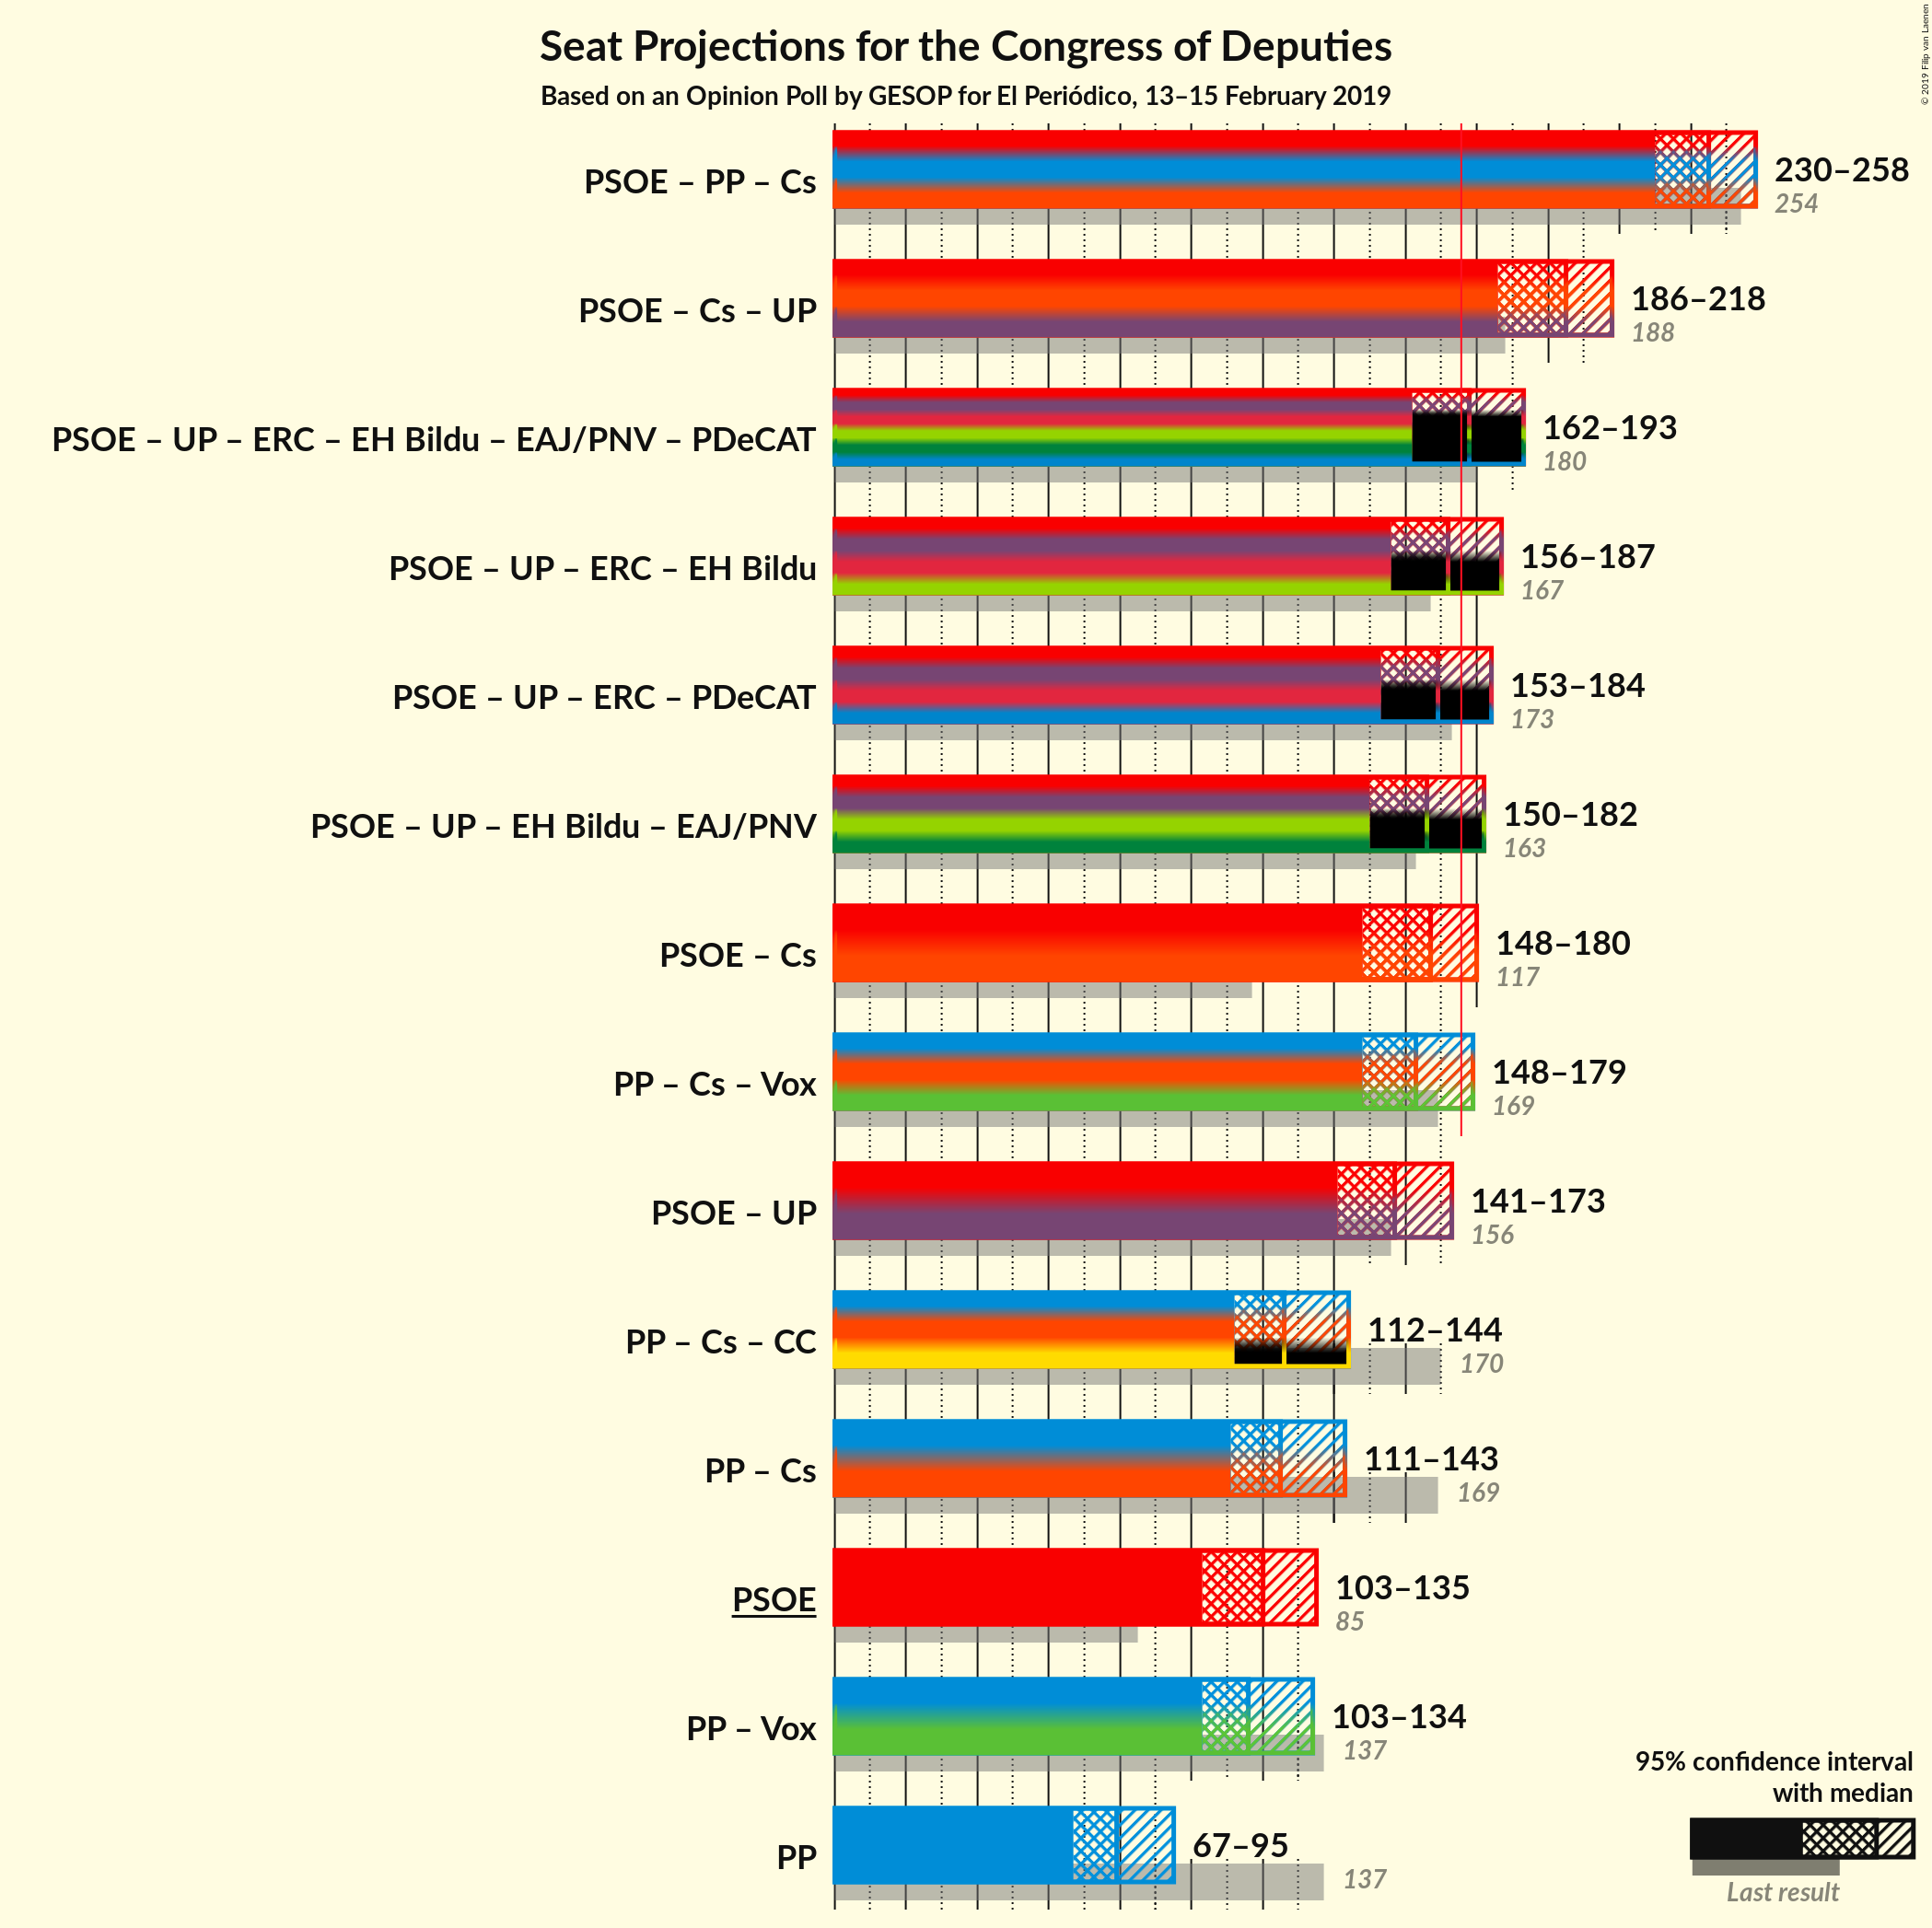 Seat Projections for the Congress of Deputies
Based on an Opinion Poll by GESOP for El Periódico, 13–15 February 2019
© 2019 Filip van Laenen
PSOE – PP – Cs
230–258
254
PSOE – Cs – UP
186–218
188
PSOE – UP – ERC – EH Bildu – EAJ/PNV – PDeCAT
162–193
180
PSOE – UP – ERC – EH Bildu
156–187
167
PSOE – UP – ERC – PDeCAT
153–184
173
PSOE – UP – EH Bildu – EAJ/PNV
150–182
163
PSOE – Cs
148–180
117
PP – Cs – Vox
148–179
169
PSOE – UP
141–173
156
PP – Cs – CC
112–144
170
PP – Cs
111–143
169
PSOE
103–135
85
PP – Vox
103–134
137
PP
67–95
137
95% confidence interval
with median
Last result